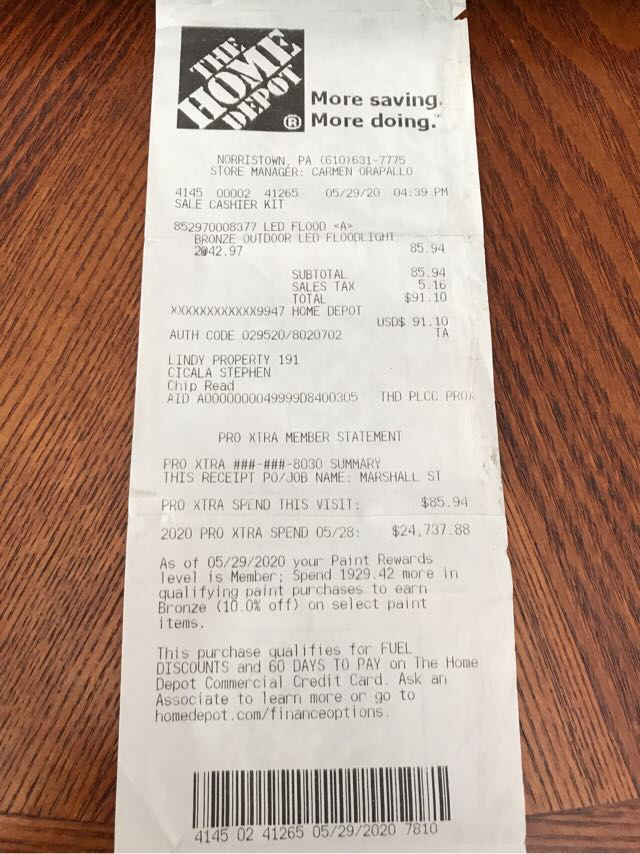 THE
HOME
DEPOT
®
More saving.
More doing.
NORRISTOWN, PA (610)631-7775
STORE MANAGER: CARMEN ORAPALLO
4145 00002 41265 05/29/20 04:39 PM
SALE CASHIER KIT
852970008377 LED FLOOD <A>
BRONZE OUTDOOR LED FLOODLIGHT
2@42.97 85.94
SUBTOTAL 85.94
SALES TAX 5.16
TOTAL $91.10
XXXXXXXXXXXX9947 HOME DEPOT
USD$ 91.10
AUTH CODE 029520/8020702 TA
LINDY PROPERTY 191
CICALA STEPHEN
Chip Read
AID A0000000049999D8400305 THD PLCC PROX
PRO XTRA MEMBER STATEMENT
PRO XTRA ###-###-8030 SUMMARY
THIS RECEIPT PO/JOB NAME: MARSHALL ST
PRO XTRA SPEND THIS VISIT: $85.94
2020 PRO XTRA SPEND 05/28: $24,737.88
As of 05/29/2020 your Paint Rewards
level is Member; Spend 1929.42 more in
qualifying paint purchases to earn
Bronze (10.0% off) on select paint
items.
This purchase qualifies for FUEL
DISCOUNTS and 60 DAYS TO PAY on The Home
Depot Commercial Credit Card. Ask an
Associate to learn more or go to
homedepot.com/financeoptions.
4145 02 41265 05/29/2020 7810